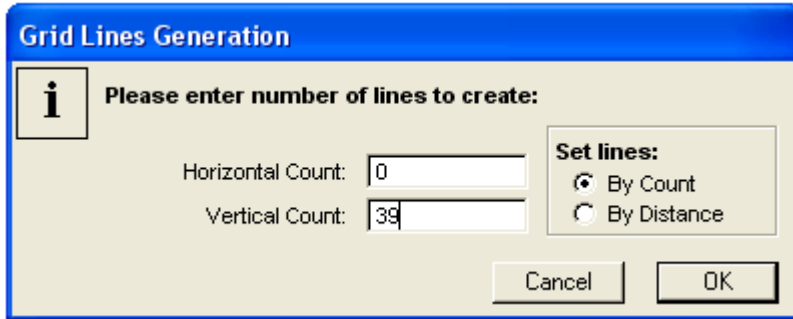 Grid Lines Generation
i Please enter number of lines to create:
Horizontal Count: 0
Vertical Count: 39
Set lines:
By Count
By Distance
Cancel OK